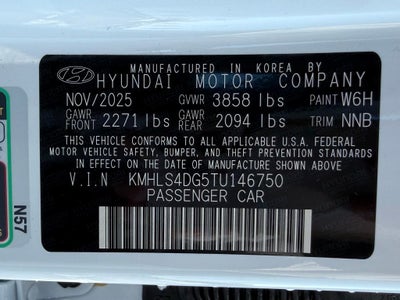 MANUFACTURED IN KOREA BY
HYUNDAI MOTOR COMPANY
NOV/2025 GVWR 3858 lbs PAINT W6H
GAWR FRONT 2271 lbs GAWR REAR 2094 lbs TRIM NNB
THIS VEHICLE CONFORMS TO ALL APPLICABLE U.S.A. FEDERAL
MOTOR VEHICLE SAFETY, BUMPER, AND THEFT PREVENTION STANDARDS
IN EFFECT ON THE DATE OF MANUFACTURE SHOWN ABOVE.
V.I.N KMHLS4DG5TU146750
PASSENGER CAR
N57